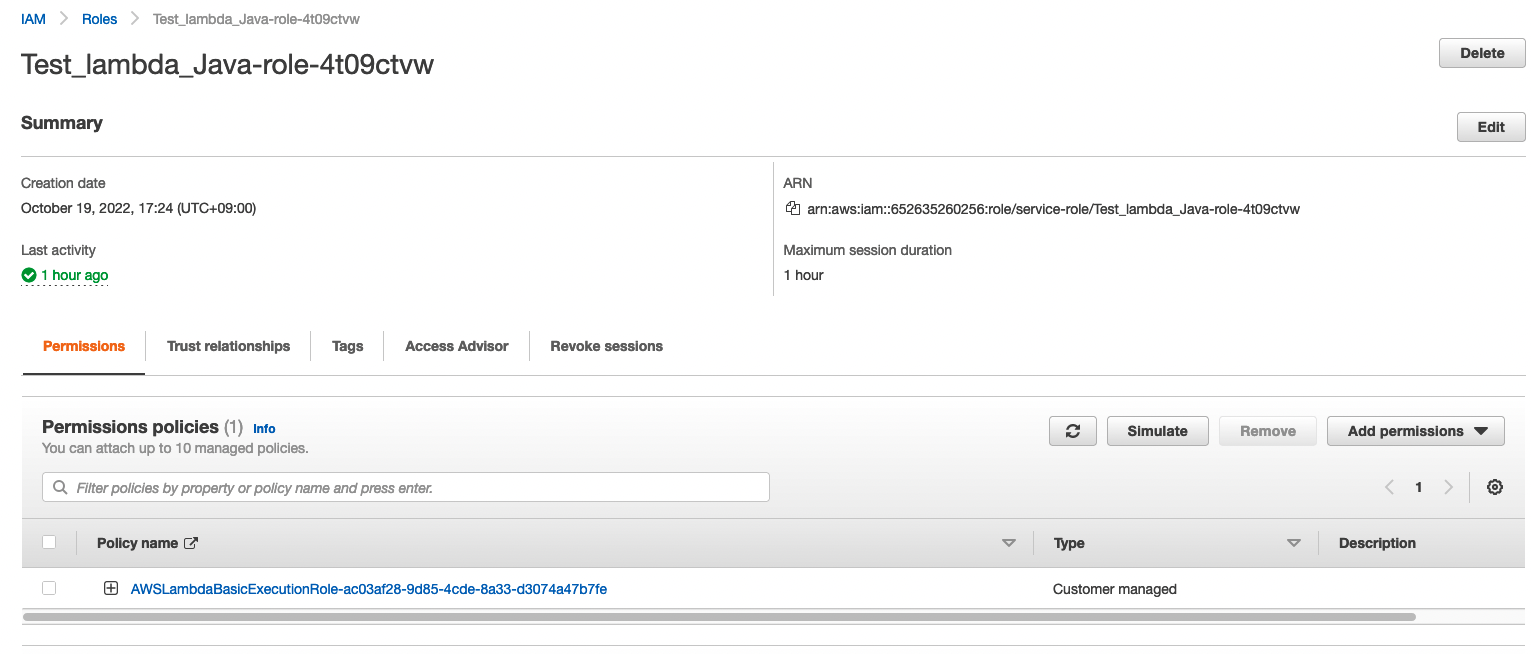 IAM Roles Test_lambda_Java-role-4t09ctvw
Test_lambda_Java-role-4t09ctvw
Delete
Summary
Edit
Creation date
October 19, 2022, 17:24 (UTC+09:00)
ARN
arn:aws:iam::652635260256:role/service-role/Test_lambda_Java-role-4t09ctvw
Last activity
1 hour ago
Maximum session duration
1 hour
Permissions Trust relationships Tags Access Advisor Revoke sessions
Permissions policies (1) Info
You can attach up to 10 managed policies.
Simulate Remove Add permissions
Filter policies by property or policy name and press enter.
1
Policy name Type Description
AWSLambdaBasicExecutionRole-ac03af28-9d85-4cde-8a33-d3074a47b7fe Customer managed